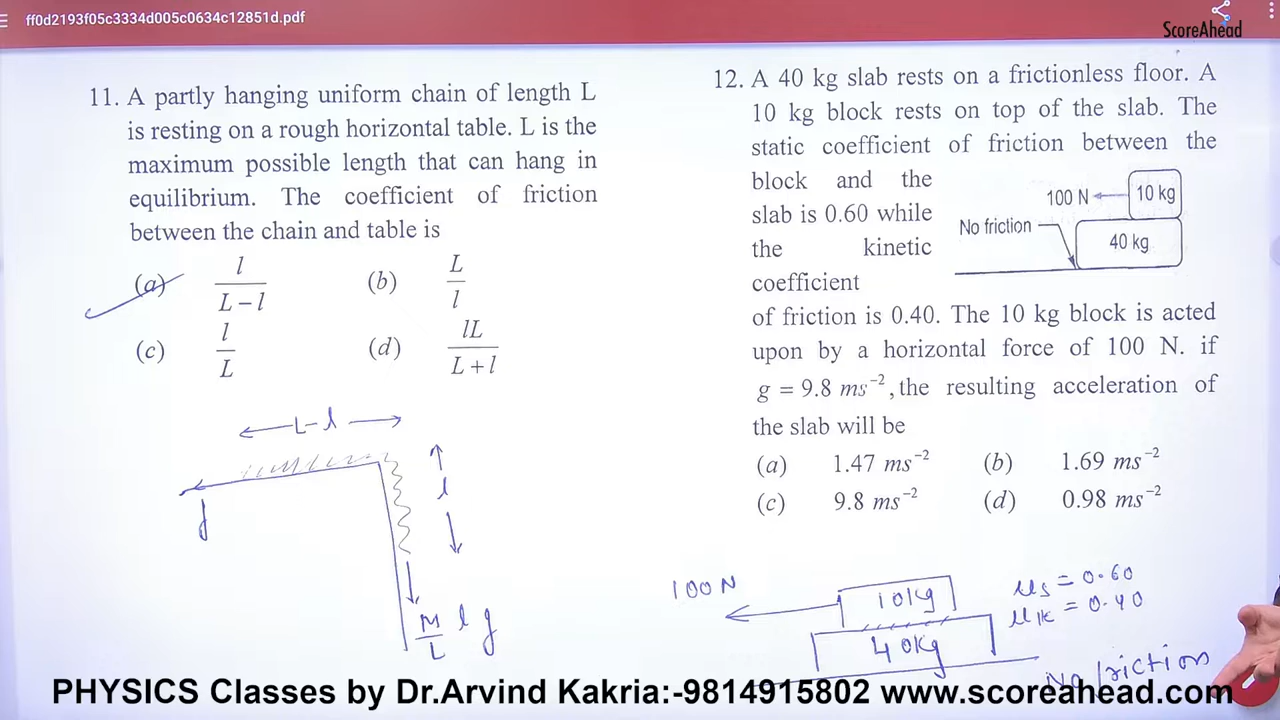 ff0d2193f05c3334d005c0634c12851d.pdf
ScoreAhead
11. A partly hanging uniform chain of length L
is resting on a rough horizontal table. L is the
maximum possible length that can hang in
equilibrium. The coefficient of friction
between the chain and table is
(a) l / L – l (b) L / l
(c) l / L (d) lL / L + l
L - l
l
f
M / L l g
12. A 40 kg slab rests on a frictionless floor. A
10 kg block rests on top of the slab. The
static coefficient of friction between the
block and the
slab is 0.60 while
the kinetic
coefficient
100 N 10 kg
No friction
40 kg
of friction is 0.40. The 10 kg block is acted
upon by a horizontal force of 100 N. if
g = 9.8 ms⁻², the resulting acceleration of
the slab will be
(a) 1.47 ms⁻² (b) 1.69 ms⁻²
(c) 9.8 ms⁻² (d) 0.98 ms⁻²
100 N
10kg
40kg
μs = 0.60
μk = 0.40
No friction
PHYSICS Classes by Dr.Arvind Kakria:-9814915802 www.scoreahead.com